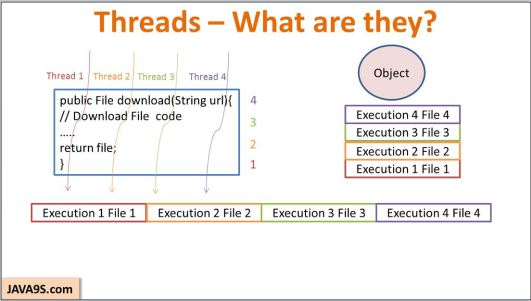 Threads – What are they?
Thread 1 Thread 2 Thread 3 Thread 4
public File download(String url){
// Download File code
.....
return file;
}
4
3
2
1
Object
Execution 4 File 4
Execution 3 File 3
Execution 2 File 2
Execution 1 File 1
Execution 1 File 1 Execution 2 File 2 Execution 3 File 3 Execution 4 File 4
JAVA9S.com